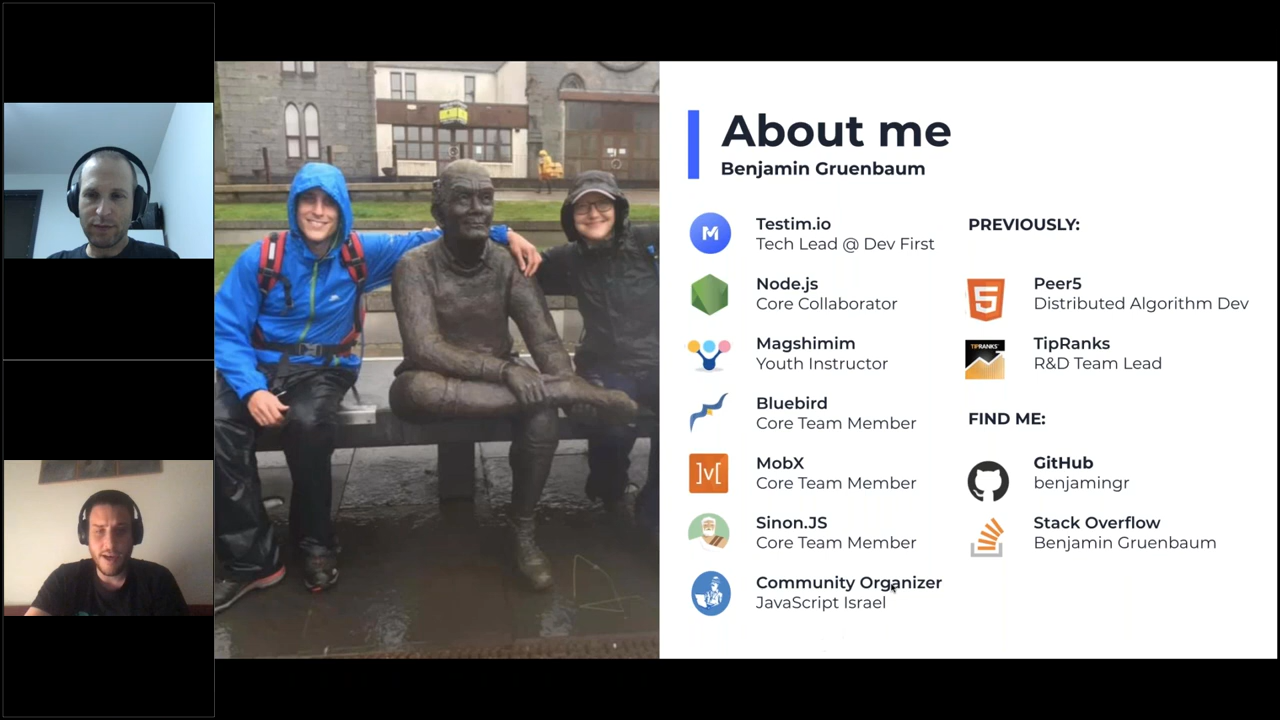 About me
Benjamin Gruenbaum
Testim.io
Tech Lead @ Dev First
Node.js
Core Collaborator
Magshimim
Youth Instructor
Bluebird
Core Team Member
MobX
Core Team Member
Sinon.JS
Core Team Member
Community Organizer
JavaScript Israel
PREVIOUSLY:
Peer5
Distributed Algorithm Dev
TIPRANKS
TipRanks
R&D Team Lead
FIND ME:
GitHub
benjamingr
Stack Overflow
Benjamin Gruenbaum